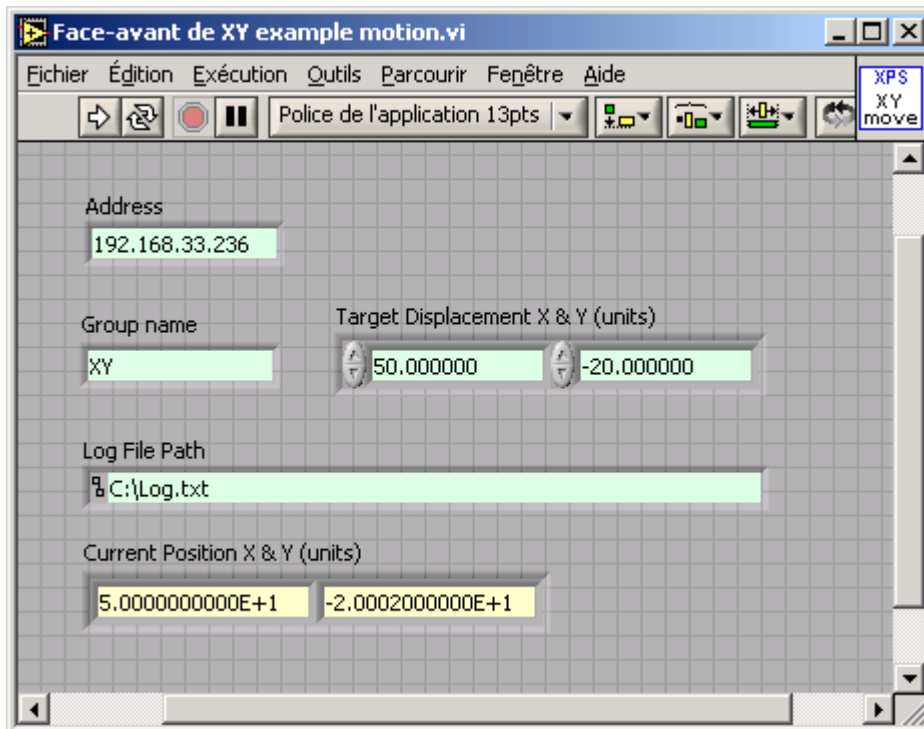 Face-avant de XY example motion.vi
Fichier Édition Exécution Outils Parcourir Fenêtre Aide
XPS
XY
move
Police de l'application 13pts
Address
192.168.33.236
Group name
Target Displacement X & Y (units)
XY
50.000000 -20.000000
Log File Path
C:\Log.txt
Current Position X & Y (units)
5.0000000000E+1 -2.0002000000E+1